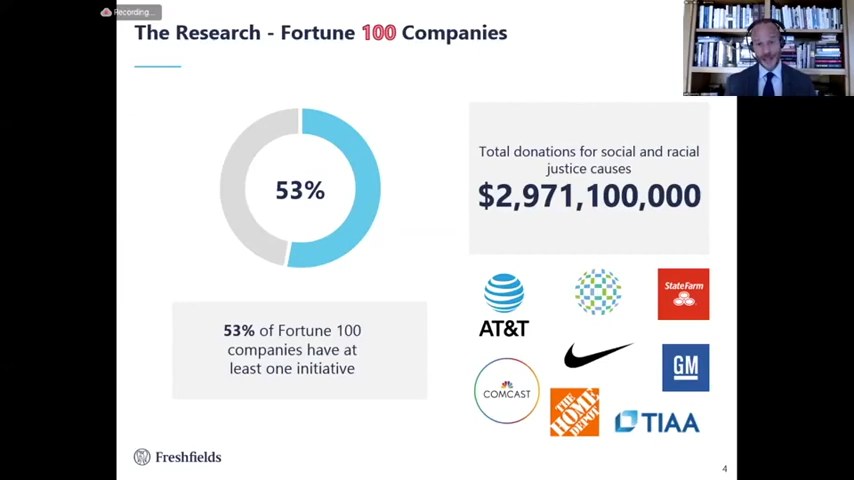 Recording...
The Research - Fortune 100 Companies
53%
53% of Fortune 100
companies have at
least one initiative
Total donations for social and racial
justice causes
$2,971,100,000
AT&T
StateFarm
GM
COMCAST
THE
HOME
DEPOT
TIAA
Freshfields
4